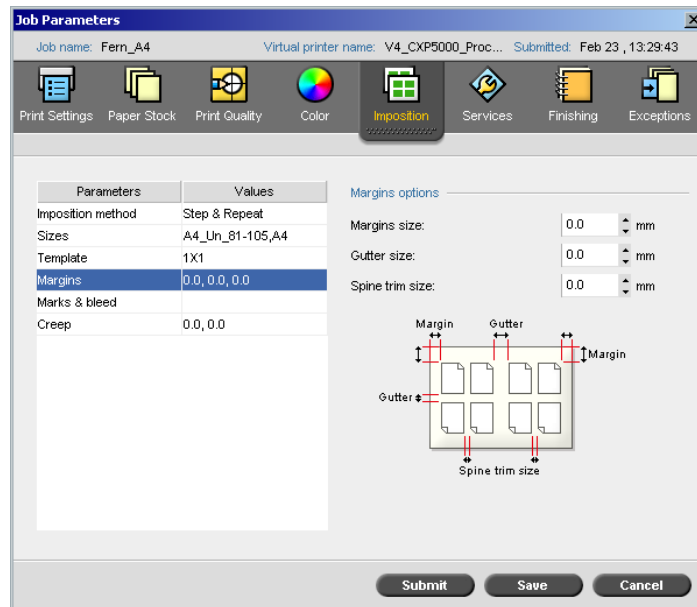 Job Parameters
Job name: Fern_A4 Virtual printer name: V4_CXP5000_Proc... Submitted: Feb 23 , 13:29:43
Print Settings Paper Stock Print Quality Color Imposition Services Finishing Exceptions
Parameters Values
Imposition method Step & Repeat
Sizes A4_Un_81-105,A4
Template 1X1
Margins 0.0, 0.0, 0.0
Marks & bleed
Creep 0.0, 0.0
Margins options
Margins size: 0.0 mm
Gutter size: 0.0 mm
Spine trim size: 0.0 mm
Margin Gutter
Margin
Gutter
Spine trim size
Submit Save Cancel